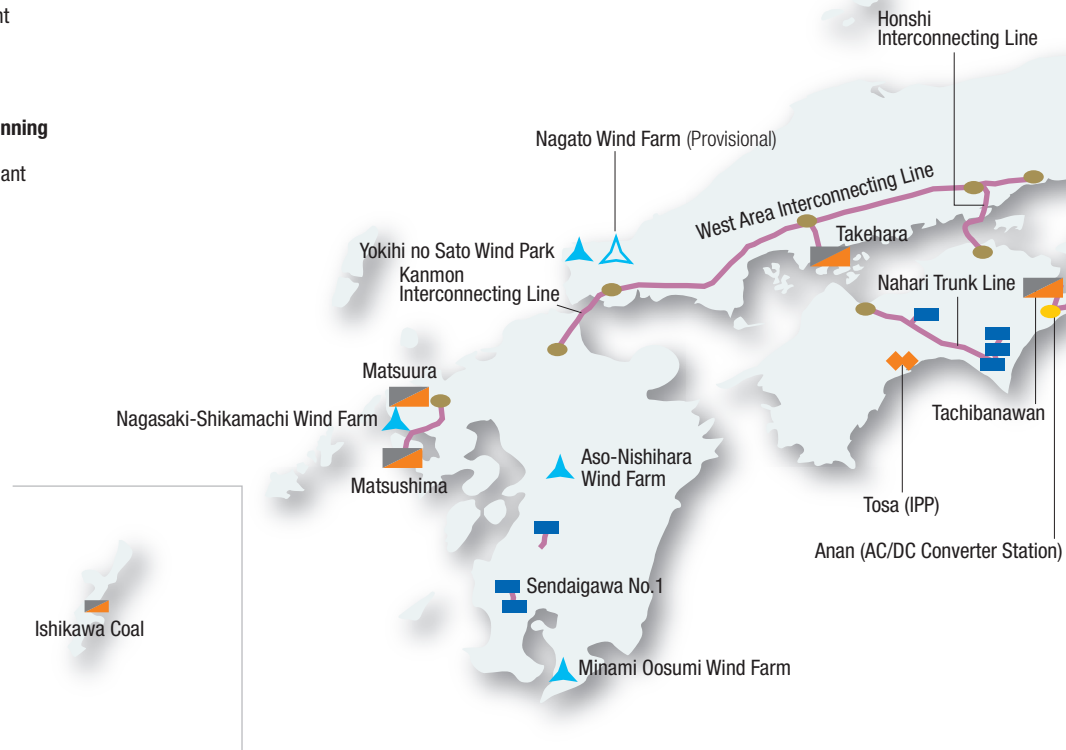 nt
Honshi
Interconnecting Line
nning
Nagato Wind Farm (Provisional)
ant
West Area Interconnecting Line
Takehara
Yokihi no Sato Wind Park
Kanmon
Interconnecting Line
Nahari Trunk Line
Matsuura
Nagasaki-Shikamachi Wind Farm
Tachibanawan
Aso-Nishihara
Wind Farm
Matsushima
Tosa (IPP)
Anan (AC/DC Converter Station)
Sendaigawa No.1
Ishikawa Coal
Minami Oosumi Wind Farm